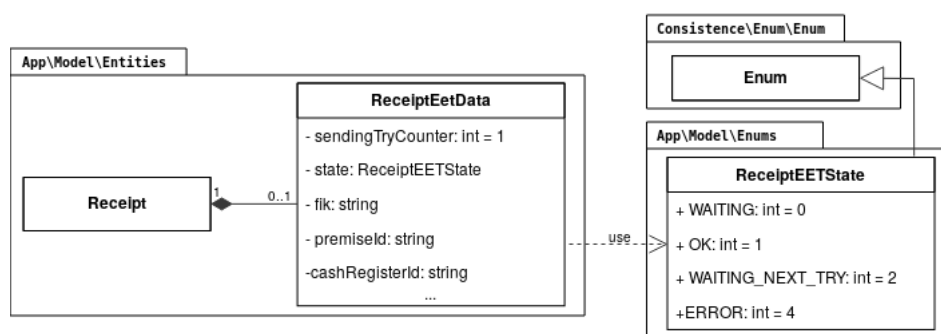 App\Model\Entities
ReceiptEetData
- sendingTryCounter: int = 1
- state: ReceiptEETState
- fik: string
- premiseId: string
-cashRegisterId: string
...
Receipt
1
0..1
use
Consistence\Enum\Enum
Enum
App\Model\Enums
ReceiptEETState
+ WAITING: int = 0
+ OK: int = 1
+ WAITING_NEXT_TRY: int = 2
+ERROR: int = 4